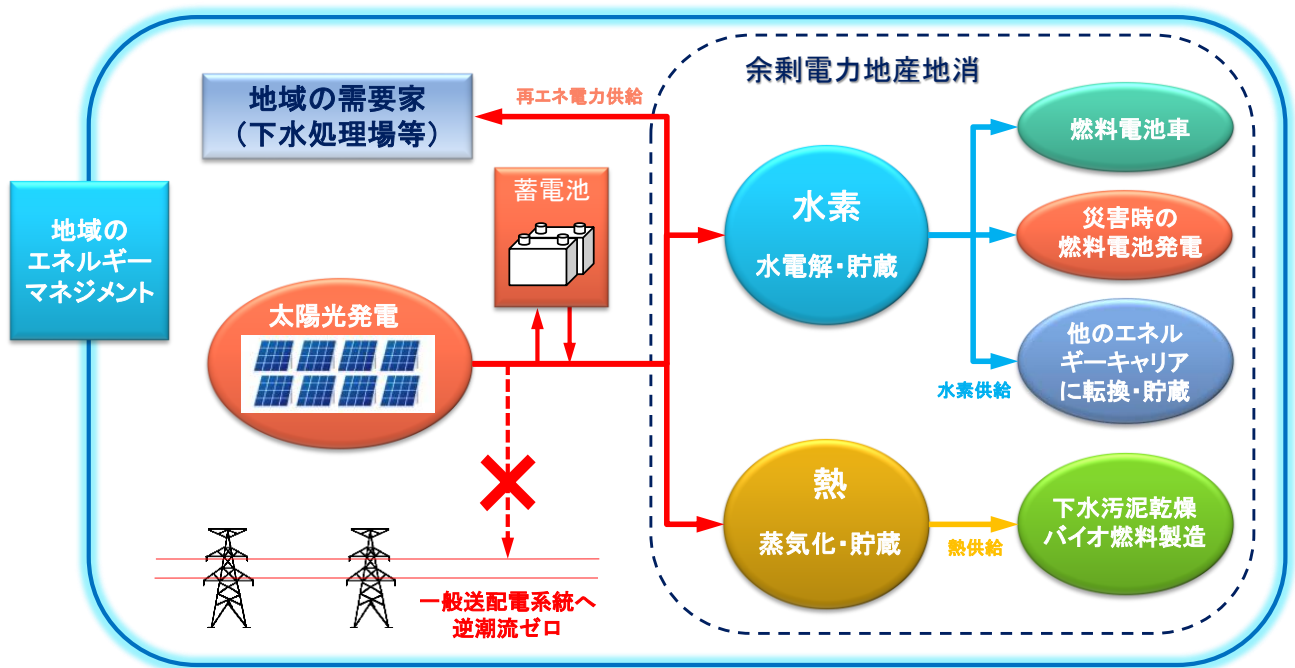 余剰電力地産地消
地域の需要家
（下水処理場等）
再エネ電力供給
燃料電池車
蓄電池
水素
水電解・貯蔵
災害時の
燃料電池発電
地域の
エネルギー
マネジメント
太陽光発電
他のエネル
ギーキャリア
に転換・貯蔵
水素供給
熱
蒸気化・貯蔵
熱供給
下水汚泥乾燥
バイオ燃料製造
一般送配電系統へ
逆潮流ゼロ